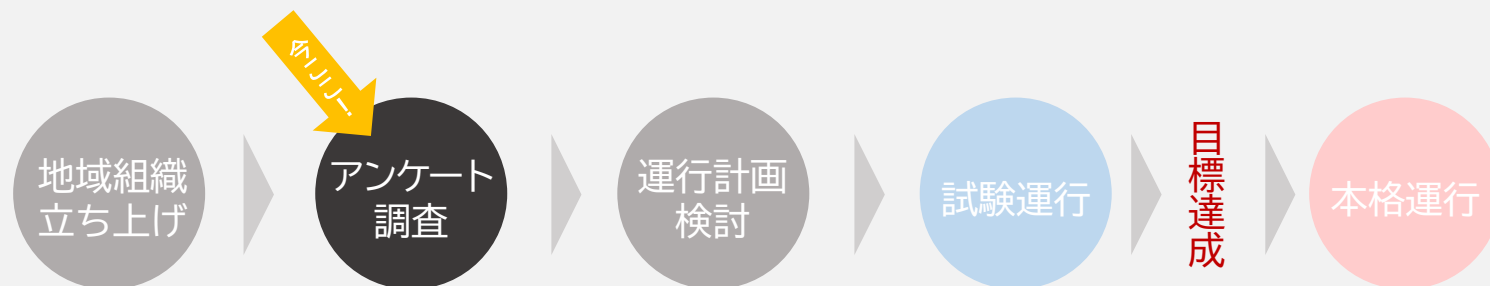 今ココ！
地域組織
立ち上げ
アンケート
調査
運行計画
検討
試験運行
目標達成
本格運行